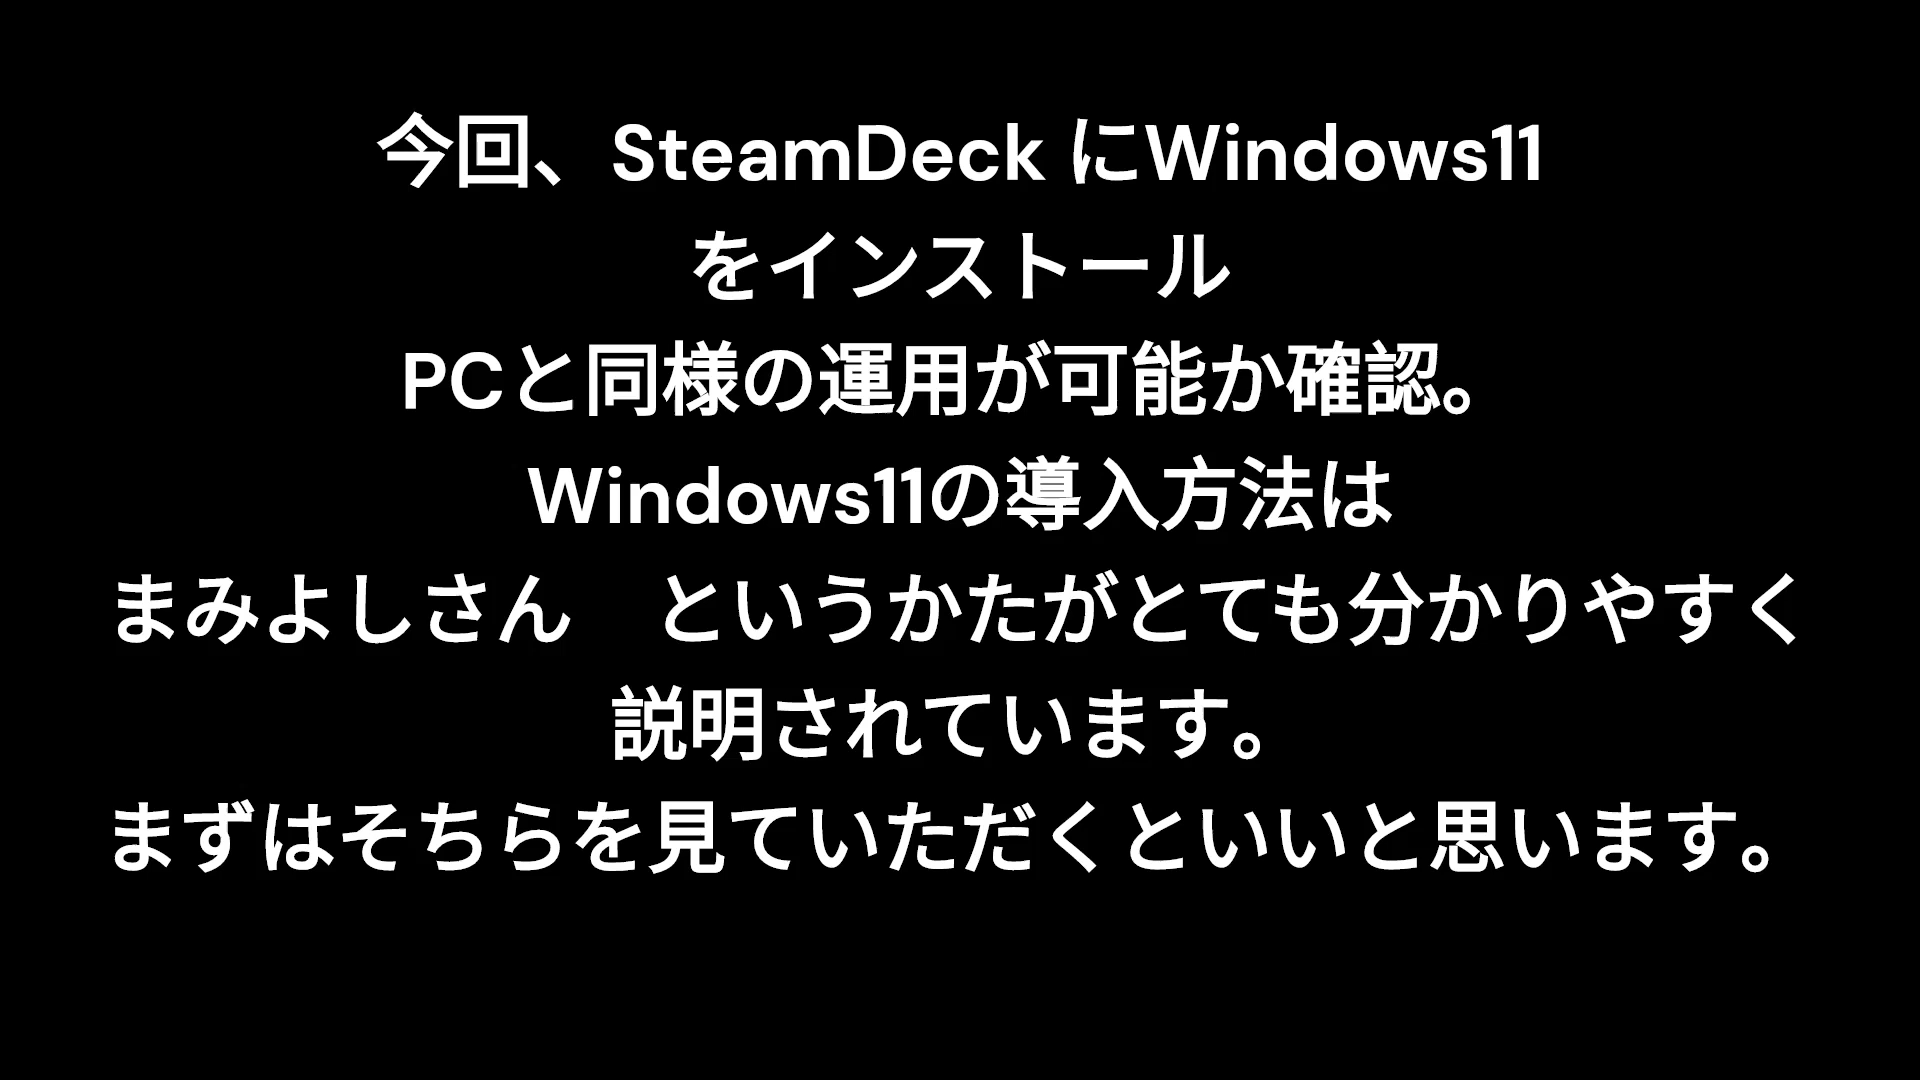 今回、SteamDeck にWindows11
をインストール
PCと同様の運用が可能か確認。
Windows11の導入方法は
まみよしさん　というかたがとても分かりやすく
説明されています。
まずはそちらを見ていただくといいと思います。